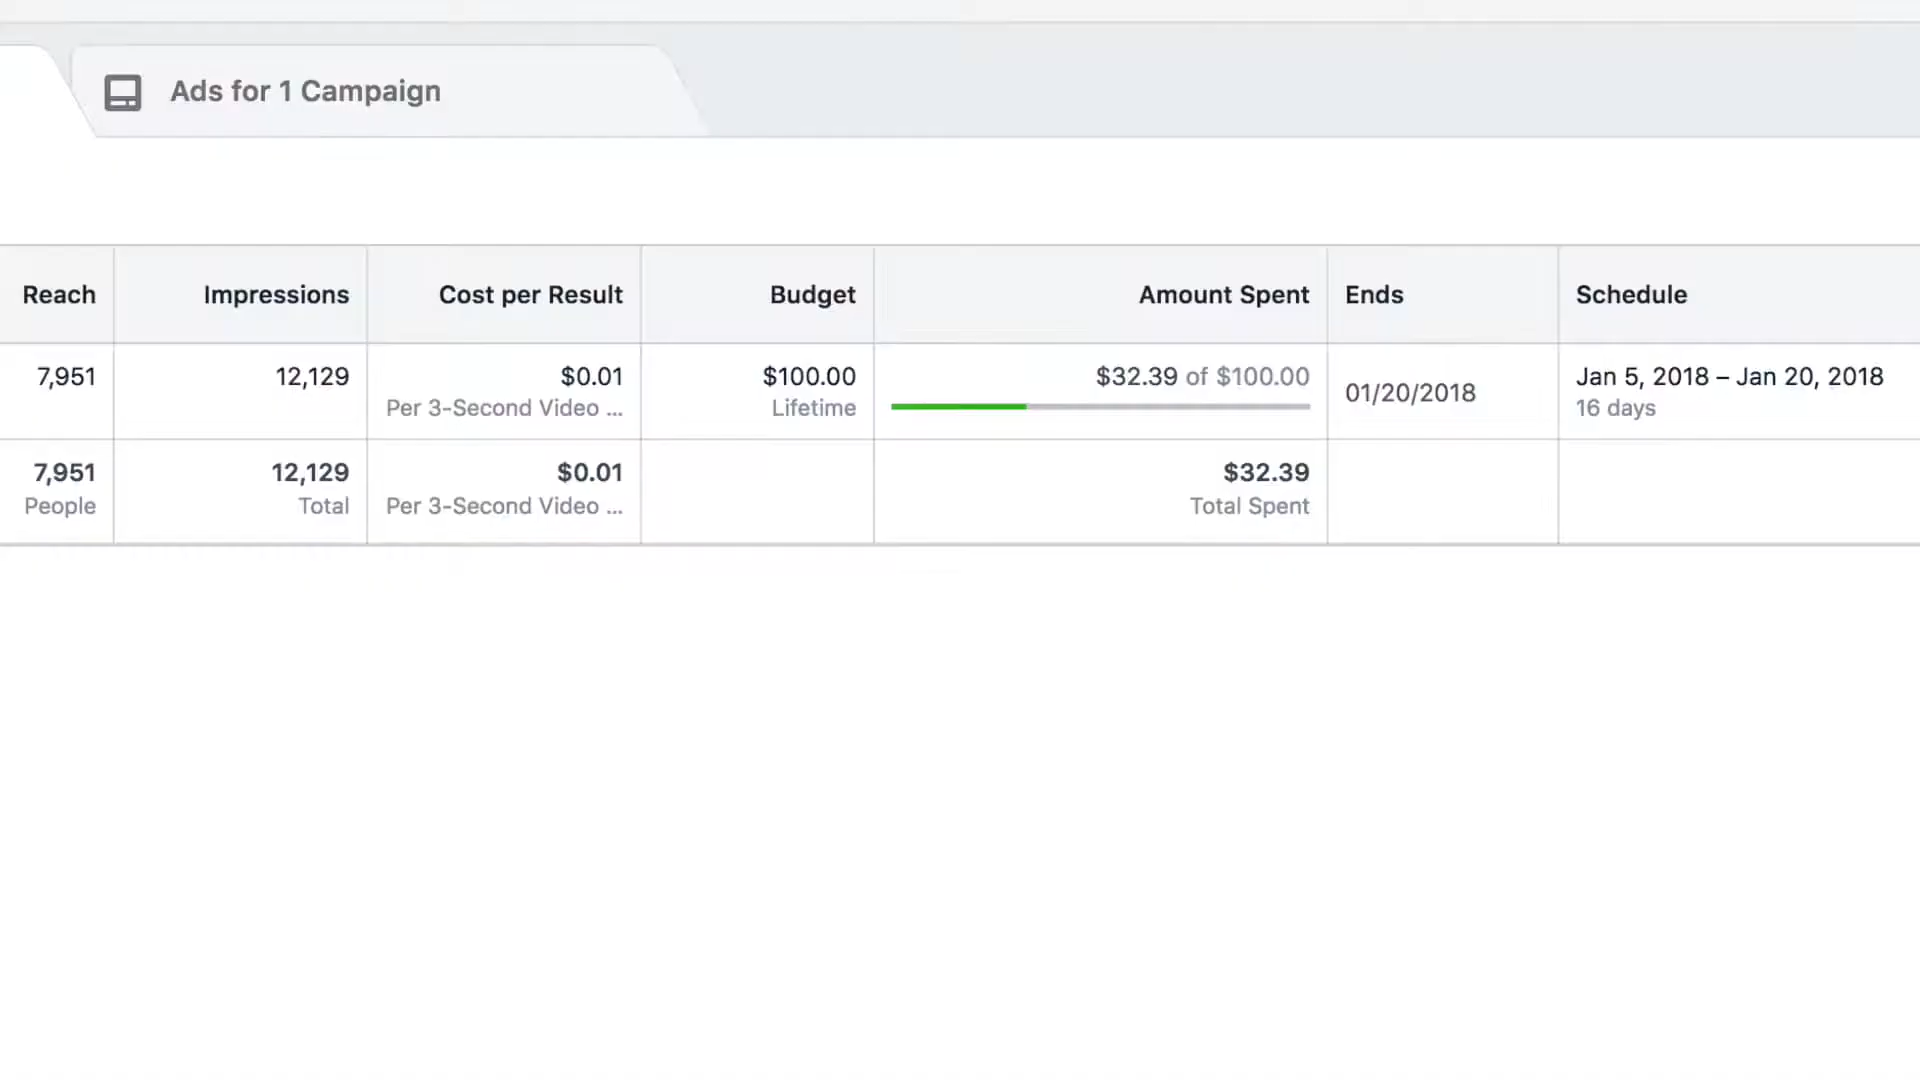 Ads for 1 Campaign
Reach Impressions Cost per Result Budget Amount Spent Ends Schedule
7,951 12,129 $0.01 $100.00 $32.39 of $100.00 01/20/2018 Jan 5, 2018 – Jan 20, 2018
Per 3-Second Video ... Lifetime 16 days
7,951 12,129 $0.01 $32.39
People Total Per 3-Second Video ... Total Spent